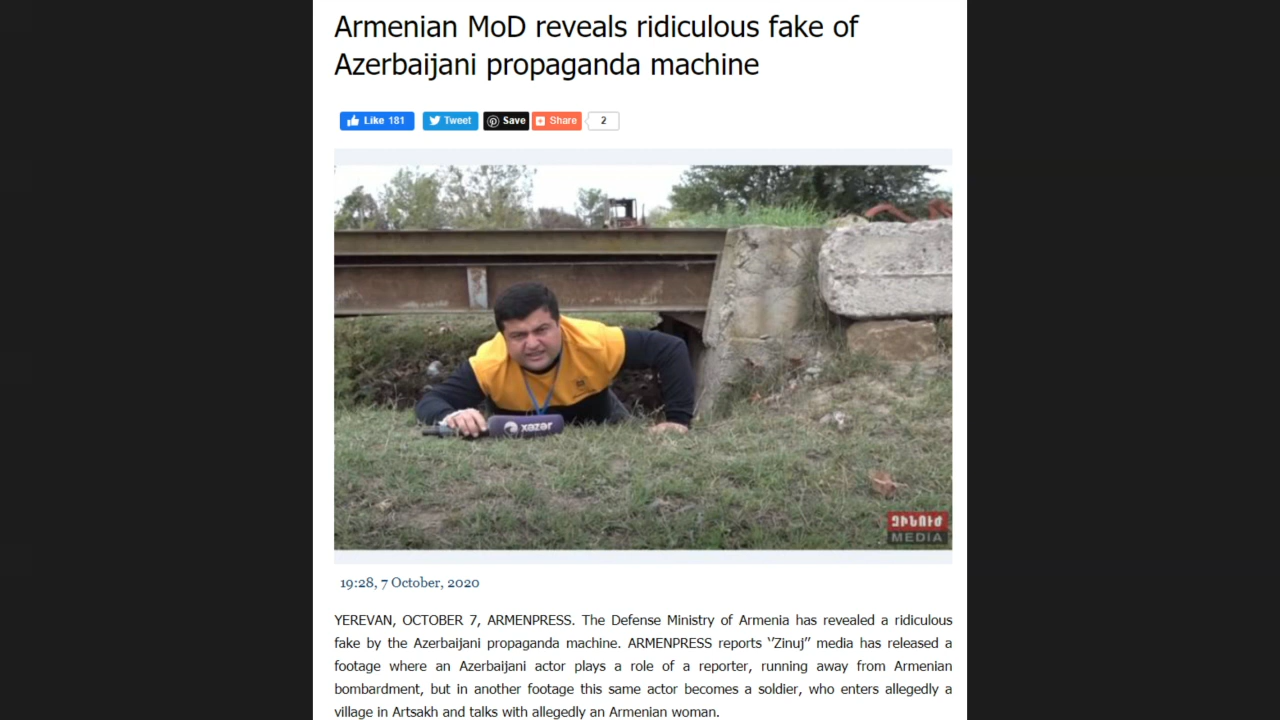 Armenian MoD reveals ridiculous fake of
Azerbaijani propaganda machine
Like 181 Tweet Save Share 2
xəzər
ԶԻՆՈՒԺ
MEDIA
19:28, 7 October, 2020
YEREVAN, OCTOBER 7, ARMENPRESS. The Defense Ministry of Armenia has revealed a ridiculous
fake by the Azerbaijani propaganda machine. ARMENPRESS reports ‘’Zinuj’’ media has released a
footage where an Azerbaijani actor plays a role of a reporter, running away from Armenian
bombardment, but in another footage this same actor becomes a soldier, who enters allegedly a
village in Artsakh and talks with allegedly an Armenian woman.